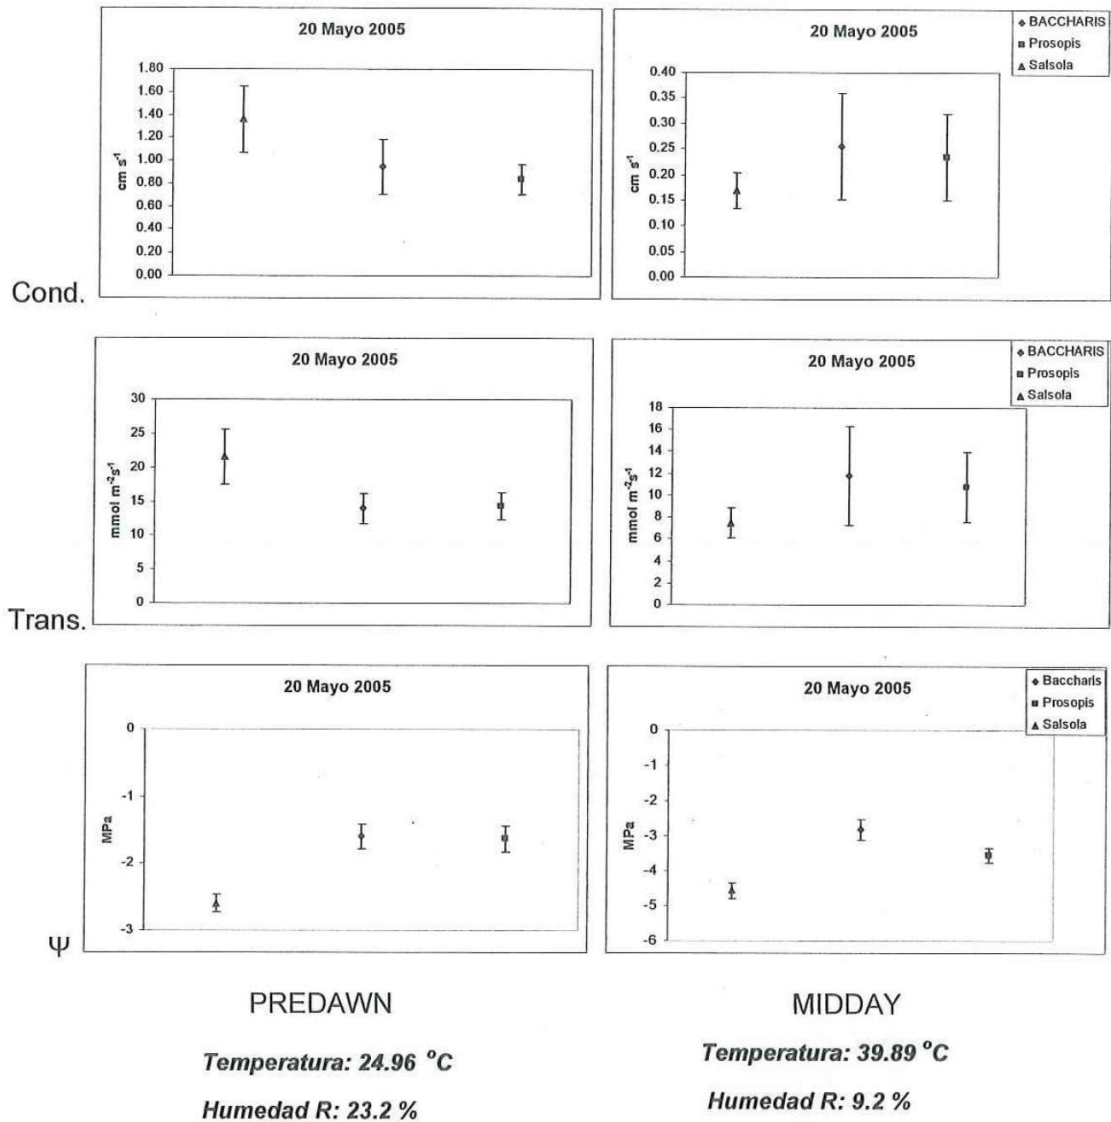 20 Mayo 2005
1.80
1.60
1.40
1.20
1.00
0.80
0.60
0.40
0.20
0.00
cm s⁻¹
20 Mayo 2005
BACCHARIS
Prosopis
Salsola
0.40
0.35
0.30
0.25
0.20
0.15
0.10
0.05
0.00
cm s⁻¹
Cond.
20 Mayo 2005
30
25
20
15
10
5
0
mmol m⁻²s⁻¹
20 Mayo 2005
BACCHARIS
Prosopis
Salsola
18
16
14
12
10
8
6
4
2
0
mmol m⁻²s⁻¹
Trans.
20 Mayo 2005
0
-1
-2
-3
MPa
20 Mayo 2005
Baccharis
Prosopis
Salsola
0
-1
-2
-3
-4
-5
-6
MPa
Ψ
PREDAWN
MIDDAY
Temperatura: 24.96 °C
Temperatura: 39.89 °C
Humedad R: 23.2 %
Humedad R: 9.2 %